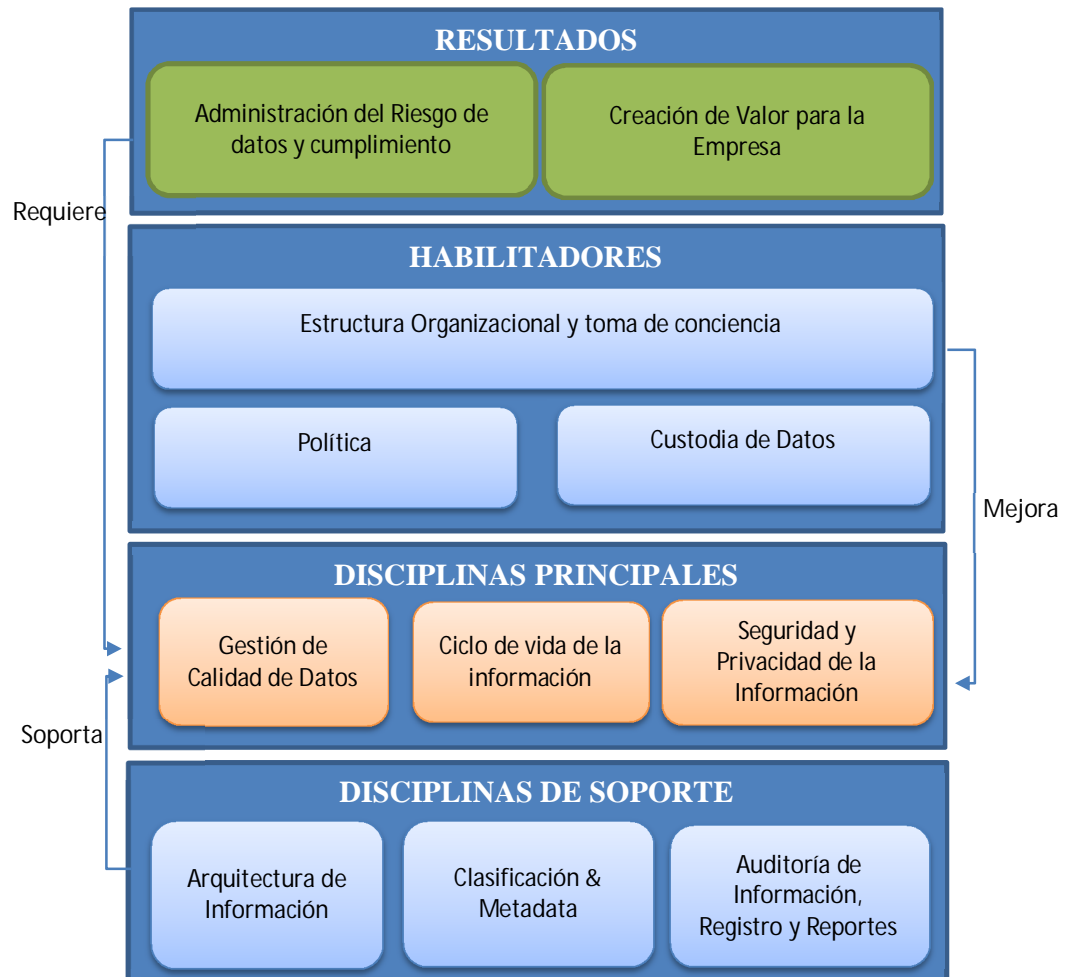 RESULTADOS
Administración del Riesgo de
datos y cumplimiento
Creación de Valor para la
Empresa
Requiere
HABILITADORES
Estructura Organizacional y toma de conciencia
Política
Custodia de Datos
Mejora
DISCIPLINAS PRINCIPALES
Gestión de
Calidad de Datos
Ciclo de vida de la
información
Seguridad y
Privacidad de la
Información
Soporta
DISCIPLINAS DE SOPORTE
Arquitectura de
Información
Clasificación &
Metadata
Auditoría de
Información,
Registro y Reportes